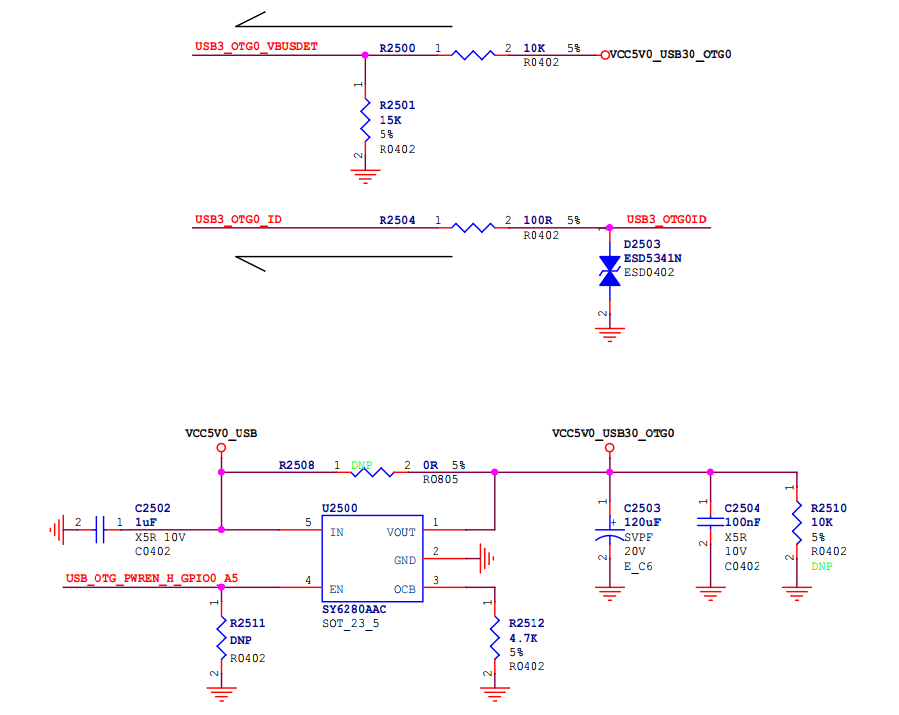 USB3_OTG0_VBUSDET R2500 1 2 10K 5% VCC5V0_USB30_OTG0
R0402
1
R2501
15K
5%
2 R0402
USB3_OTG0_ID R2504 1 2 100R 5% USB3_OTG0ID
R0402
1
D2503
ESD5341N
ESD0402
2
VCC5V0_USB VCC5V0_USB30_OTG0
R2508 1 DNP 2 0R 5%
R0805
C2502
2 1 1uF
X5R 10V
C0402
U2500
5 IN VOUT 1
GND 2
4 EN OCB 3
SY6280AAC
SOT_23_5
1
C2503
120uF
SVPF
20V
2 E_C6
+
1
C2504
100nF
X5R
10V
2 C0402
1
R2510
10K
5%
2 R0402
DNP
USB_OTG_PWREN_H_GPIO0_A5
1
R2511
DNP
R0402
2
1
R2512
4.7K
5%
R0402
2